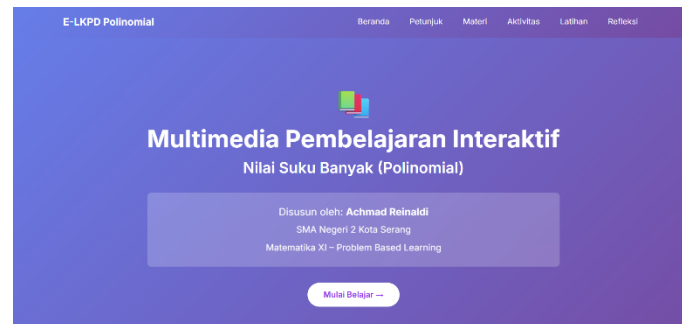 E-LKPD Polinomial
Beranda Petunjuk Materi Aktivitas Latihan Refleksi
Multimedia Pembelajaran Interaktif
Nilai Suku Banyak (Polinomial)
Disusun oleh: Achmad Reinaldi
SMA Negeri 2 Kota Serang
Matematika XI – Problem Based Learning
Mulai Belajar →